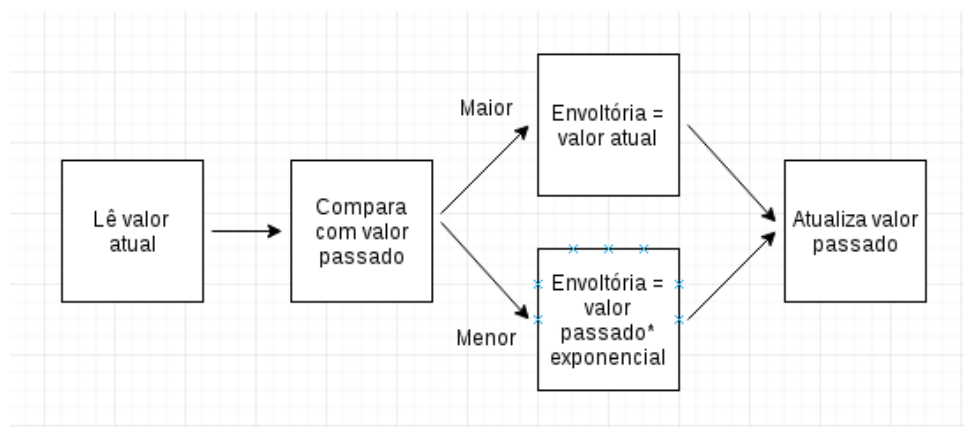 Lê valor
atual
Compara
com valor
passado
Maior
Envoltória =
valor atual
Menor
Envoltória =
valor
passado*
exponencial
Atualiza valor
passado